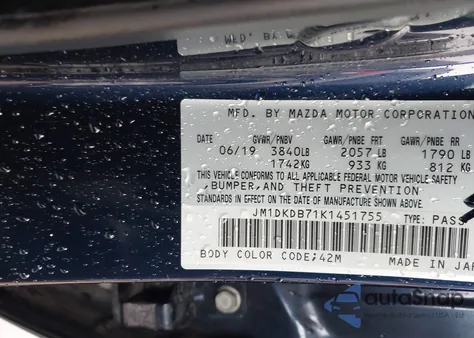 MFD. BY MAZDA MOTOR CORPORATION
DATE GVWR/PNBV GAWR/PNBE FRT GAWR/PNBE RR
06/19 3840LB 2057 LB 1790 LB
1742KG 933 KG 812 KG
THIS VEHICLE CONFORMS TO ALL APPLICABLE FEDERAL MOTOR VEHICLE SAFETY
,BUMPER,AND THEFT PREVENTION
STANDARDS IN EFFECT ON THE DATE OF MANUFACTURE SHOWN ABOVE.
JM1DKDB71K1451755 TYPE: PASS
BODY COLOR CODE;42M MADE IN JAP
autoSnap